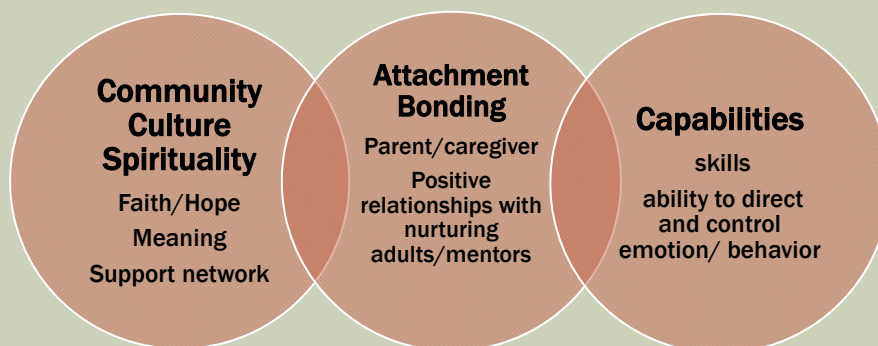 Community
Culture
Spirituality
Faith/Hope
Meaning
Support network
Attachment
Bonding
Parent/caregiver
Positive
relationships with
nurturing
adults/mentors
Capabilities
skills
ability to direct
and control
emotion/ behavior